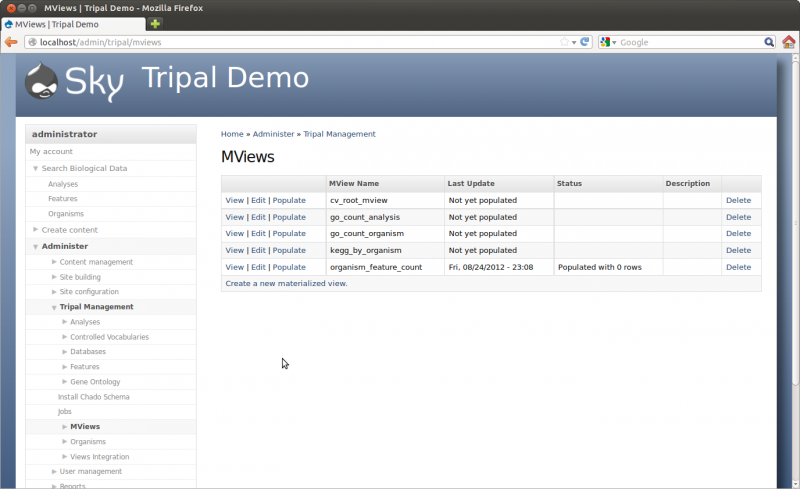 MViews | Tripal Demo - Mozilla Firefox
MViews | Tripal Demo
localhost/admin/tripal/mviews
Google
Sky Tripal Demo
administrator
My account
Search Biological Data
Analyses
Features
Organisms
Create content
Administer
Content management
Site building
Site configuration
Tripal Management
Analyses
Controlled Vocabularies
Databases
Features
Gene Ontology
Install Chado Schema
Jobs
MViews
Organisms
Views Integration
User management
Reports
Home » Administer » Tripal Management
MViews
MView Name Last Update Status Description
View | Edit | Populate cv_root_mview Not yet populated Delete
View | Edit | Populate go_count_analysis Not yet populated Delete
View | Edit | Populate go_count_organism Not yet populated Delete
View | Edit | Populate kegg_by_organism Not yet populated Delete
View | Edit | Populate organism_feature_count Fri, 08/24/2012 - 23:08 Populated with 0 rows Delete
Create a new materialized view.